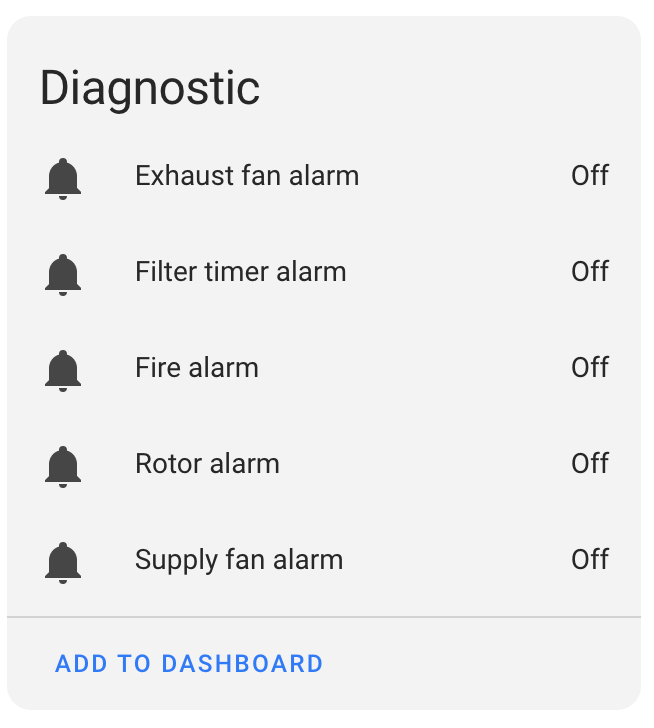 Diagnostic
Exhaust fan alarm Off
Filter timer alarm Off
Fire alarm Off
Rotor alarm Off
Supply fan alarm Off
ADD TO DASHBOARD